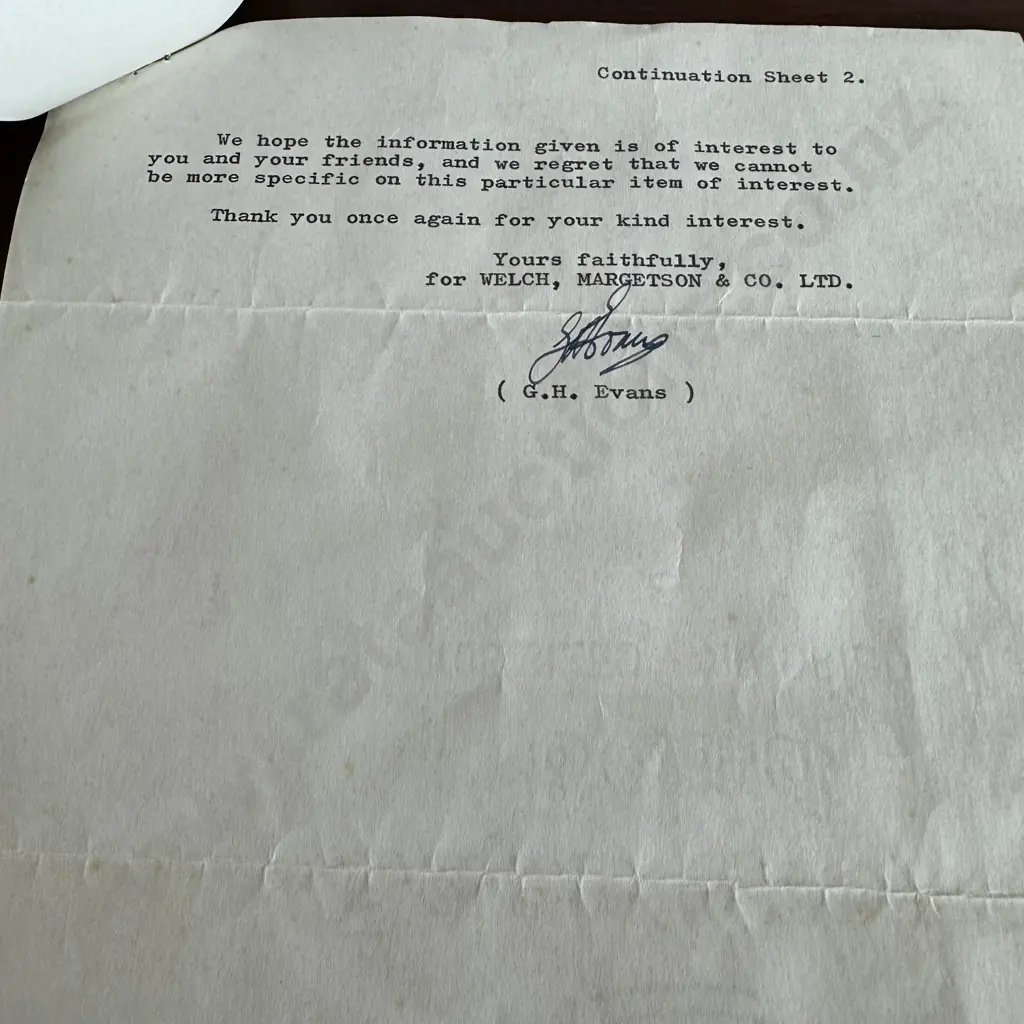 Continuation Sheet 2.
We hope the information given is of interest to
you and your friends, and we regret that we cannot
be more specific on this particular item of interest.
Thank you once again for your kind interest.
Yours faithfully,
for WELCH, MARGETSON & CO. LTD.
GHEvans
( G.H. Evans )